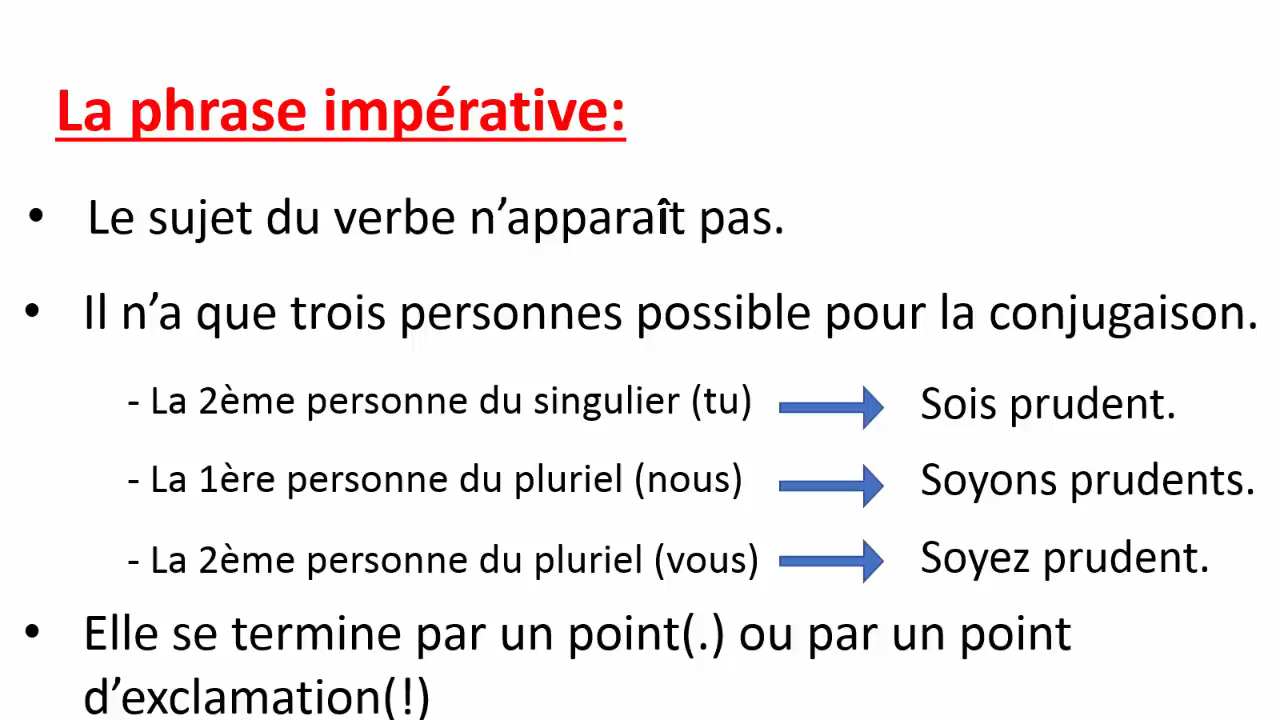 La phrase impérative:
• Le sujet du verbe n’apparaît pas.
• Il n’a que trois personnes possible pour la conjugaison.
- La 2ème personne du singulier (tu) Sois prudent.
- La 1ère personne du pluriel (nous) Soyons prudents.
- La 2ème personne du pluriel (vous) Soyez prudent.
• Elle se termine par un point(.) ou par un point
d’exclamation(!)